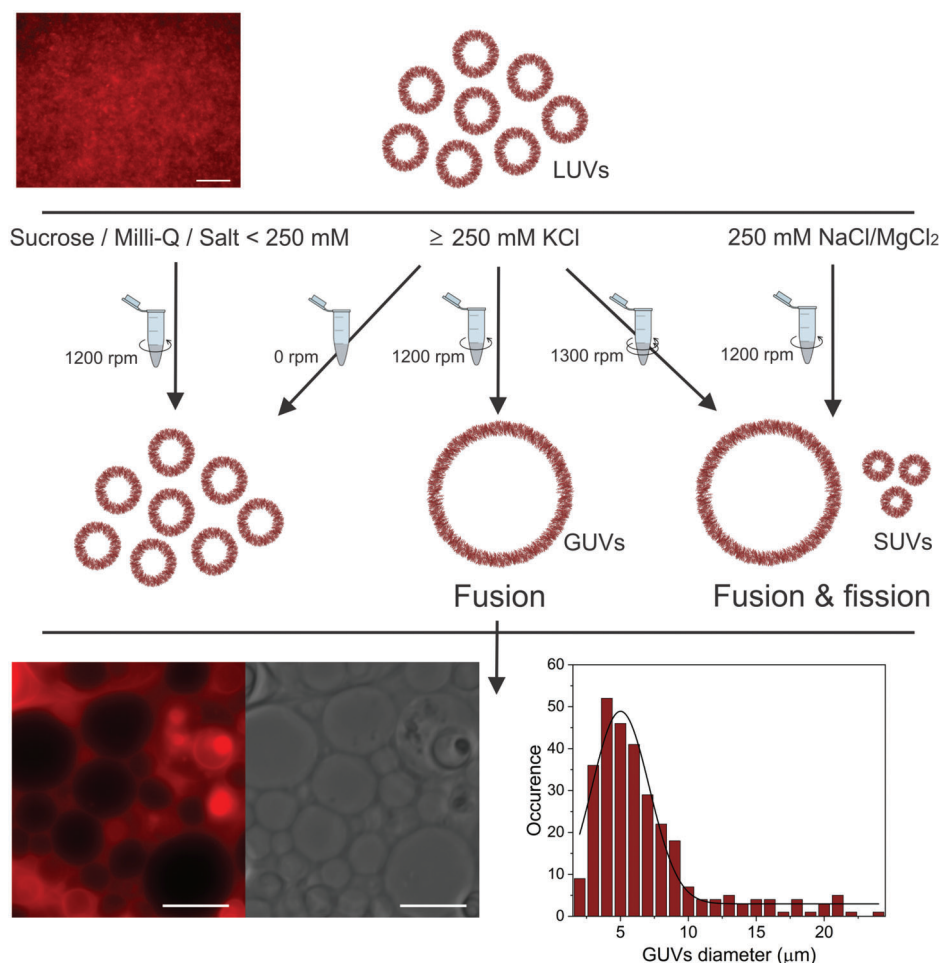 LUVs
Sucrose / Milli-Q / Salt < 250 mM
≥ 250 mM KCl
250 mM NaCl/MgCl₂
1200 rpm
0 rpm
1200 rpm
1300 rpm
1200 rpm
GUVs
SUVs
Fusion
Fusion & fission
60
50
40
30
20
10
0
Occurence
5
10
15
20
GUVs diameter (μm)